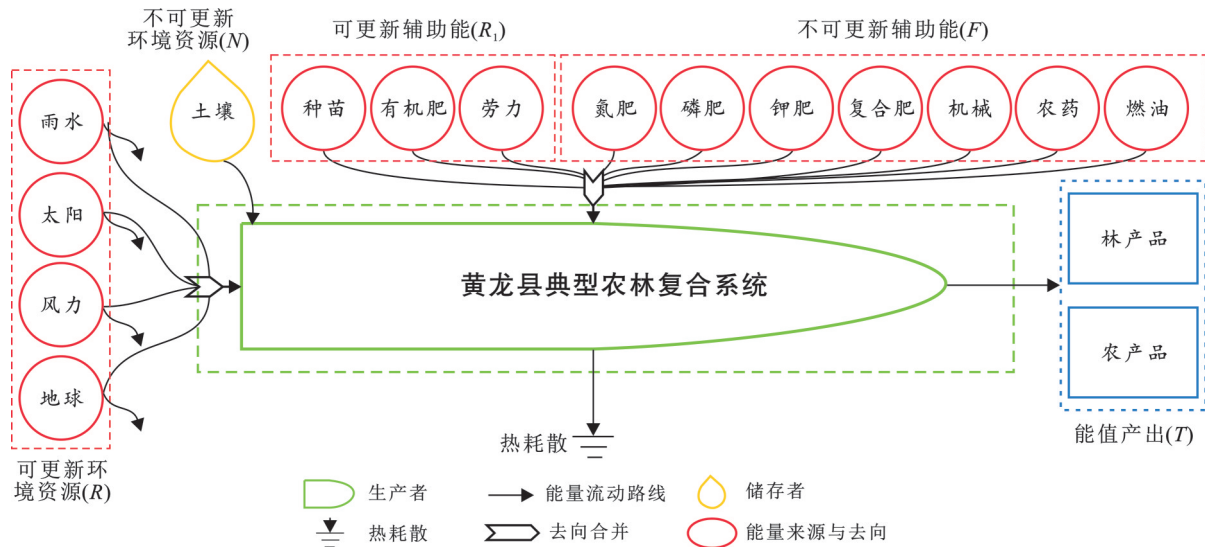 不可更新
环境资源(N)
可更新辅助能(R₁)
不可更新辅助能(F)
雨水
太阳
风力
地球
土壤
种苗
有机肥
劳力
氮肥
磷肥
钾肥
复合肥
机械
农药
燃油
黄龙县典型农林复合系统
林产品
农产品
能值产出(T)
热耗散
可更新环
境资源(R)
生产者
能量流动路线
储存者
热耗散
去向合并
能量来源与去向